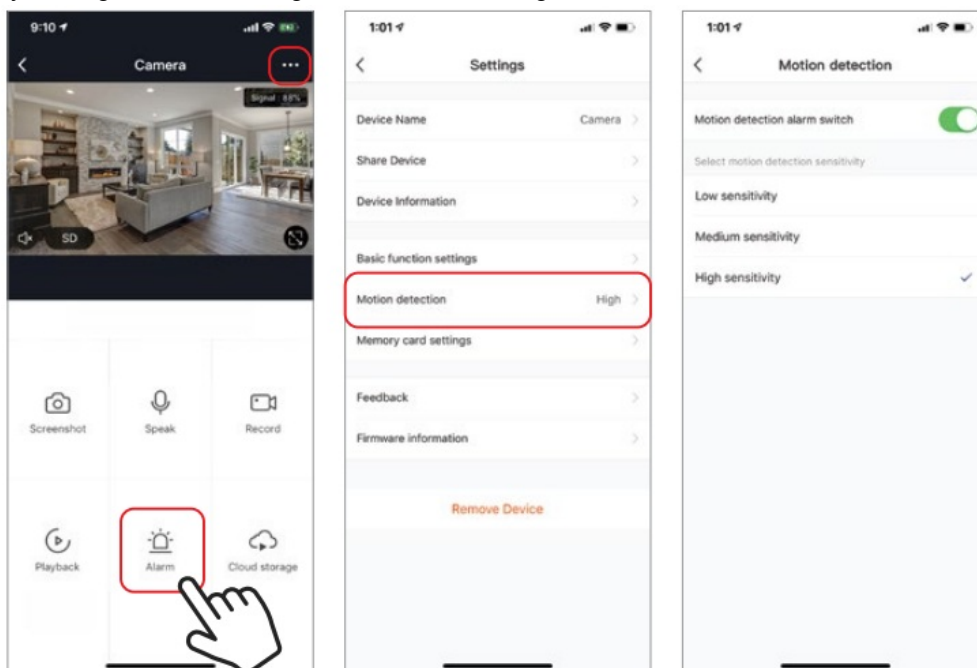 9:10
Camera
Signal 88%
SD
Screenshot
Speak
Record
Playback
Alarm
Cloud storage
1:01
Settings
Device Name Camera
Share Device
Device Information
Basic function settings
Motion detection High
Memory card settings
Feedback
Firmware information
Remove Device
1:01
Motion detection
Motion detection alarm switch
Select motion detection sensitivity
Low sensitivity
Medium sensitivity
High sensitivity